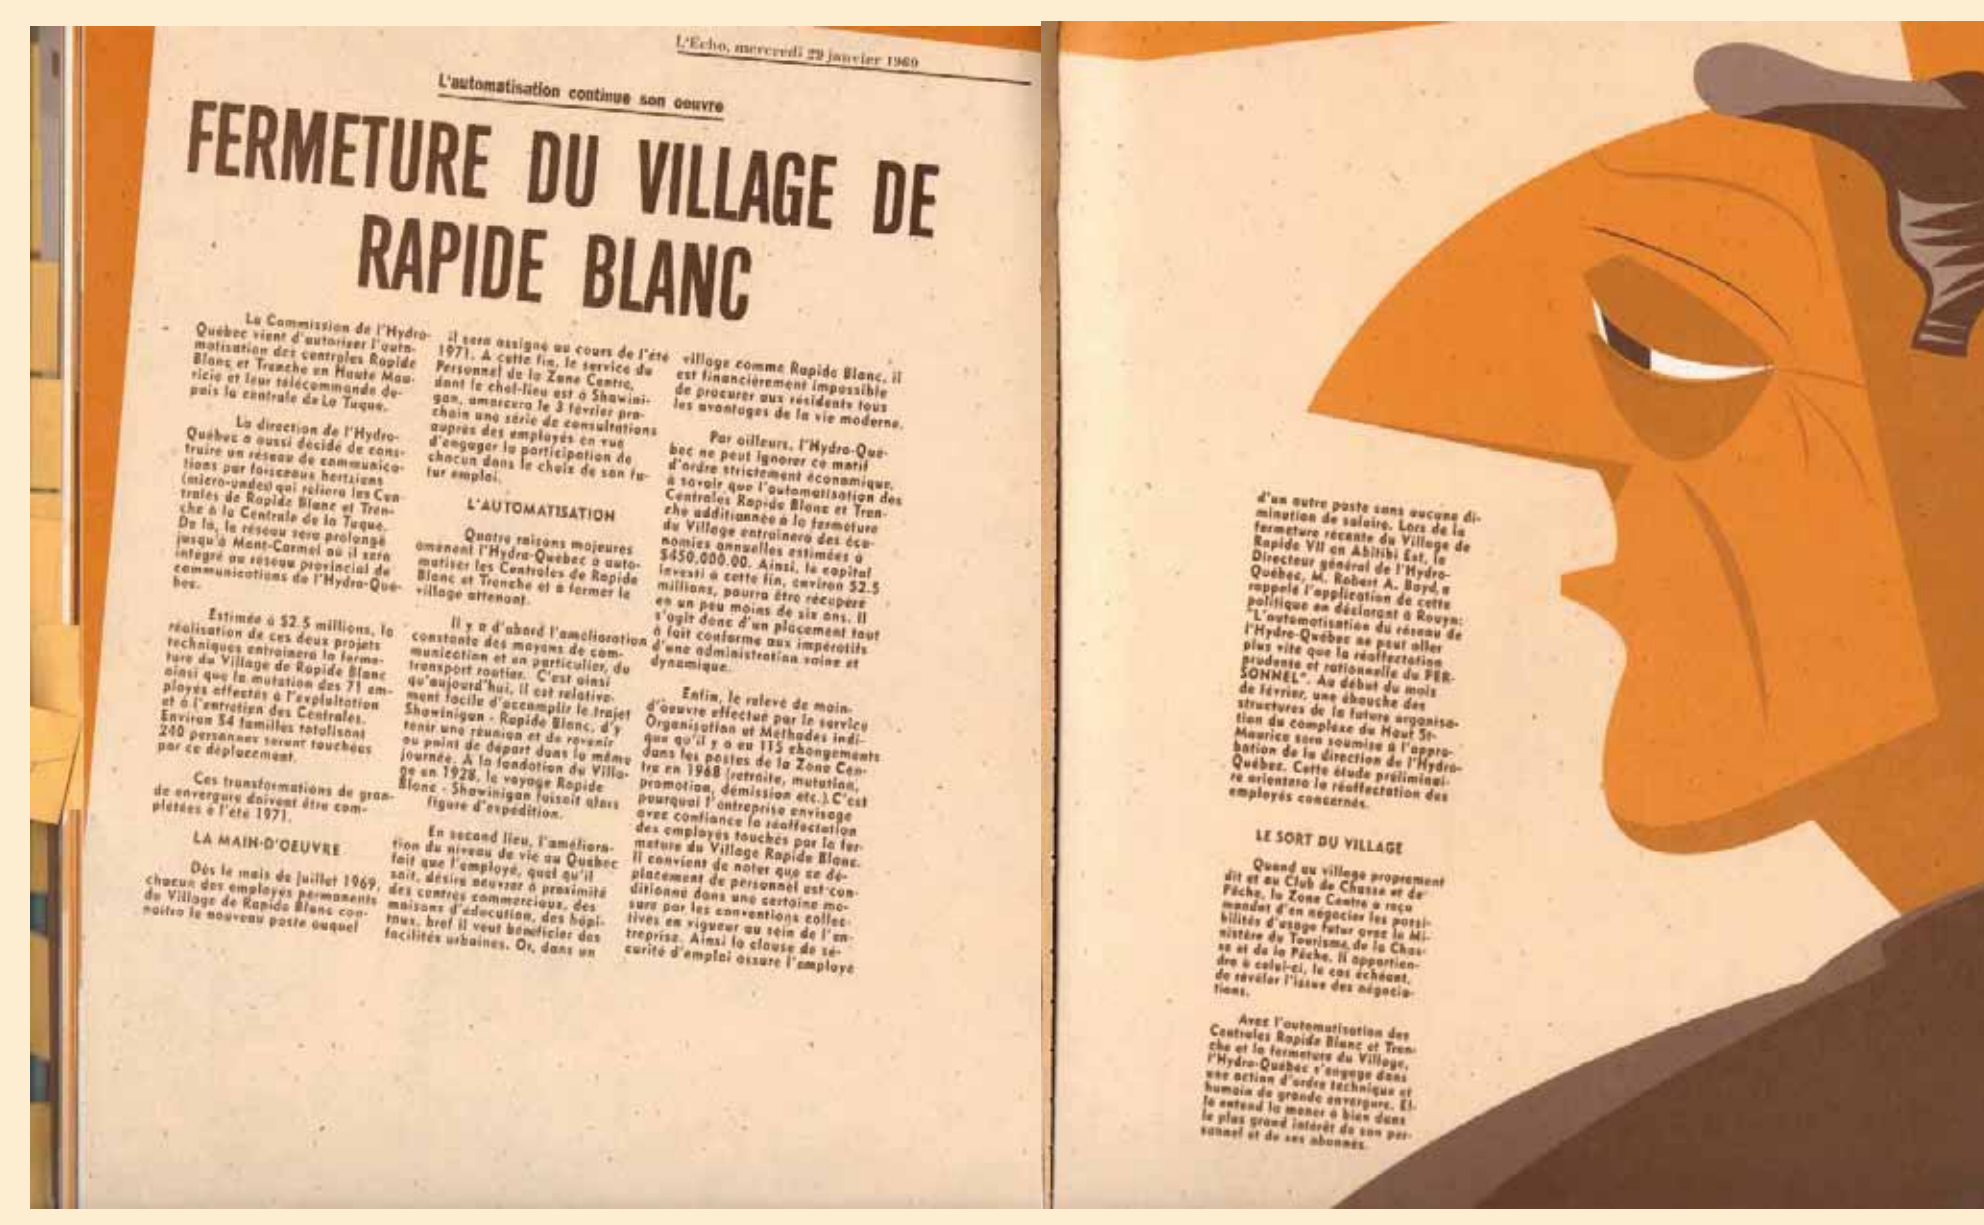 L'Écho, mercredi 29 janvier 1969
L'automatisation continue son oeuvre
FERMETURE DU VILLAGE DE
RAPIDE BLANC
La Commission de l'Hydro-
Québec vient d'autoriser l'auto-
matisation des centrales Rapide
Blanc et Trenche en Haute Mau-
ricie et leur télécommande de-
puis la centrale de La Tuque.
La direction de l'Hydro-
Québec a aussi décidé de cons-
truire un réseau de communica-
tions par faisceaux hertziens
(micro-ondes) qui reliera les Cen-
trales de Rapide Blanc et Tren-
che à la Centrale de la Tuque.
De là, le réseau sera prolongé
jusqu'à Mont-Carmel où il sera
intégré au réseau provincial de
communications de l'Hydro-Qué-
bec.
Estimée à $2.5 millions, la
réalisation de ces deux projets
techniques entraînera la ferme-
ture du Village de Rapide Blanc
ainsi que la mutation des 71 em-
ployés affectés à l'exploitation
et à l'entretien des Centrales.
Environ 54 familles totalisant
240 personnes seront touchées
par ce déplacement.
Ces transformations de gran-
de envergure doivent être com-
plétées à l'été 1971.
LA MAIN-D'OEUVRE
Dès le mois de juillet 1969,
chacun des employés permanents
du Village de Rapide Blanc con-
naîtra le nouveau poste auquel
il sera assigné au cours de l'été
1971. A cette fin, le service du
Personnel de la Zone Centre,
dont le chef-lieu est à Shawini-
gan, amorcera le 3 février pro-
chain une série de consultations
auprès des employés en vue
d'engager la participation de
chacun dans le choix de son fu-
tur emploi.
L'AUTOMATISATION
Quatre raisons majeures
amènent l'Hydro-Québec à auto-
matiser les Centrales de Rapide
Blanc et Trenche et à fermer le
village attenant.
Il y a d'abord l'amélioration
constante des moyens de com-
munication et en particulier, du
transport routier. C'est ainsi
qu'aujourd'hui, il est relative-
ment facile d'accomplir le trajet
Shawinigan - Rapide Blanc, d'y
tenir une réunion et de revenir
au point de départ dans la même
journée. A la fondation du Villa-
ge en 1928, le voyage Rapide
Blanc - Shawinigan faisait alors
figure d'expédition.
En second lieu, l'améliora-
tion du niveau de vie au Québec
fait que l'employé, quel qu'il
soit, désire oeuvrer à proximité
des centres commerciaux, des
maisons d'éducation, des hôpi-
taux, bref il veut bénéficier des
facilités urbaines. Or, dans un
village comme Rapide Blanc, il
est financièrement impossible
de procurer aux résidents tous
les avantages de la vie moderne.
Par ailleurs, l'Hydro-Qué-
bec ne peut ignorer ce motif
d'ordre strictement économique,
à savoir que l'automatisation des
Centrales Rapide Blanc et Tren-
che additionnée à la fermeture
du Village entraînera des éco-
nomies annuelles estimées à
$450,000.00. Ainsi, le capital
investi à cette fin, environ $2.5
millions, pourra être récupéré
en un peu moins de six ans. Il
s'agit donc d'un placement tout
à fait conforme aux impératifs
d'une administration saine et
dynamique.
Enfin, le relevé de main-
d'oeuvre effectué par le service
Organisation et Méthodes indi-
que qu'il y a eu 115 changements
dans les postes de la Zone Cen-
tre en 1968 (retraite, mutation,
promotion, démission etc.) C'est
pourquoi l'entreprise envisage
avec confiance la réaffectation
des employés touchés par la fer-
meture du Village Rapide Blanc.
Il convient de noter que ce dé-
placement de personnel est con-
ditionné dans une certaine me-
sure par les conventions collec-
tives en vigueur au sein de l'en-
treprise. Ainsi la clause de sé-
curité d'emploi assure l'employé
d'un autre poste sans aucune di-
minution de salaire. Lors de la
fermeture récente du Village de
Rapide VII en Abitibi Est, le
Directeur général de l'Hydro-
Québec, M. Robert A. Boyd, a
rappelé l'application de cette
politique en déclarant à Rouyn:
"L'automatisation du réseau de
l'Hydro-Québec ne peut aller
plus vite que la réaffectation
prudente et rationnelle du PER-
SONNEL". Au début du mois
de février, une ébauche des
structures de la future organisa-
tion du complexe du Haut St-
Maurice sera soumise à l'appro-
bation de la direction de l'Hydro-
Québec. Cette étude préliminai-
re orientera la réaffectation des
employés concernés.
LE SORT DU VILLAGE
Quand au village proprement
dit et au Club de Chasse et de
Pêche, la Zone Centre a reçu
mandat d'en négocier les possi-
bilités d'usage futur avec le Mi-
nistère du Tourisme, de la Chas-
se et de la Pêche. Il appartien-
dra à celui-ci, le cas échéant,
de révéler l'issue des négocia-
tions.
Avec l'automatisation des
Centrales Rapide Blanc et Tren-
che et la fermeture du Village,
l'Hydro-Québec s'engage dans
une action d'ordre technique et
humain de grande envergure. El-
le entend la mener à bien dans
le plus grand intérêt de son per-
sonnel et de ses abonnés.